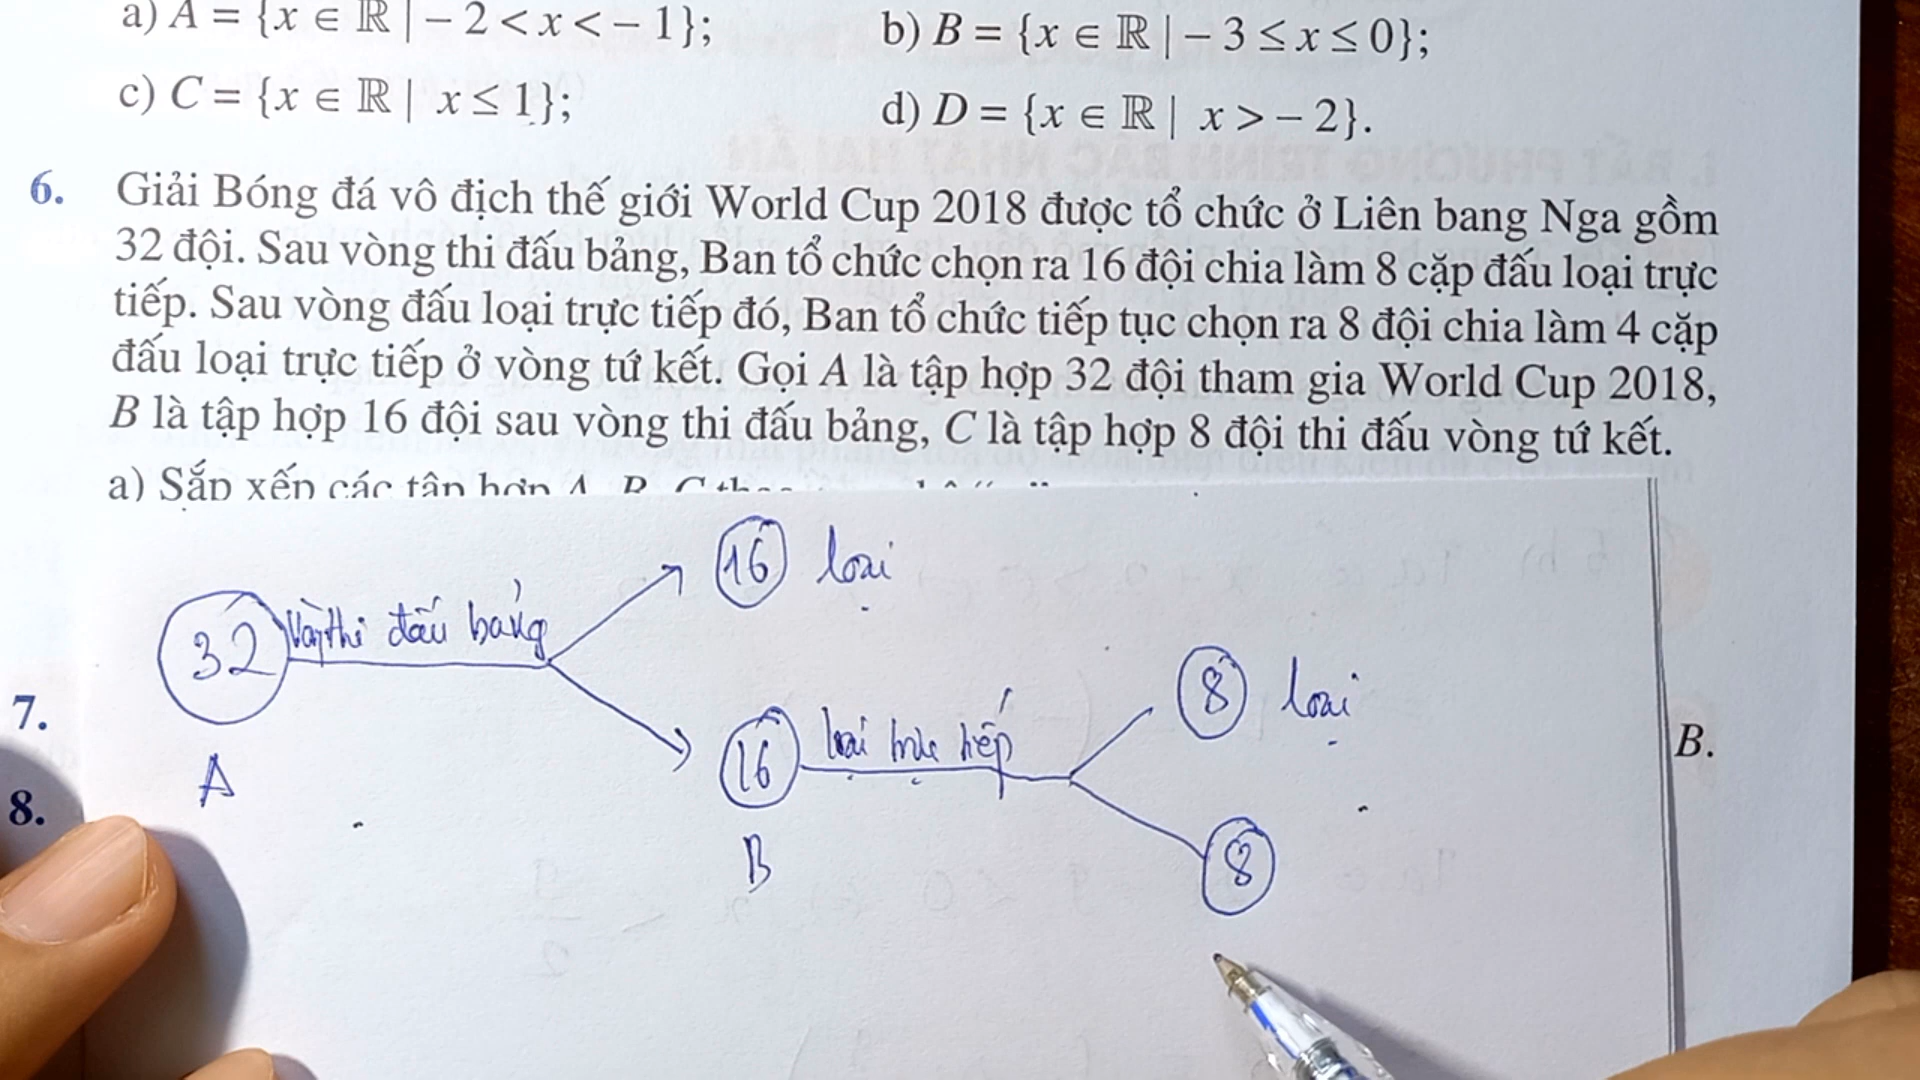 a) A = {x ∈ ℝ | – 2 < x < – 1};
b) B = {x ∈ ℝ | – 3 ≤ x ≤ 0};
c) C = {x ∈ ℝ | x ≤ 1};
d) D = {x ∈ ℝ | x > – 2}.
6. Giải Bóng đá vô địch thế giới World Cup 2018 được tổ chức ở Liên bang Nga gồm
32 đội. Sau vòng thi đấu bảng, Ban tổ chức chọn ra 16 đội chia làm 8 cặp đấu loại trực
tiếp. Sau vòng đấu loại trực tiếp đó, Ban tổ chức tiếp tục chọn ra 8 đội chia làm 4 cặp
đấu loại trực tiếp ở vòng tứ kết. Gọi A là tập hợp 32 đội tham gia World Cup 2018,
B là tập hợp 16 đội sau vòng thi đấu bảng, C là tập hợp 8 đội thi đấu vòng tứ kết.
a) Sắp xếp các tập hợp A, B, C
16 loại
32 thi đấu bảng
8 loại
7.
16 loại trực tiếp
B.
A
8.
B
8